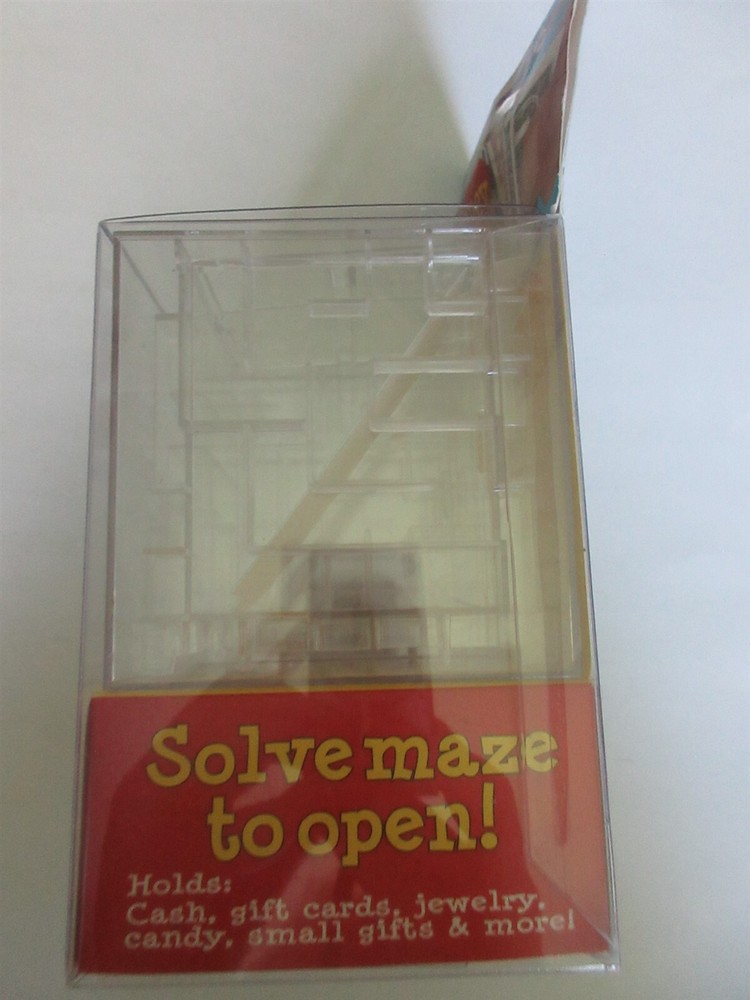 Solve maze
to open!
Holds:
Cash, gift cards, jewelry,
candy, small gifts & more!